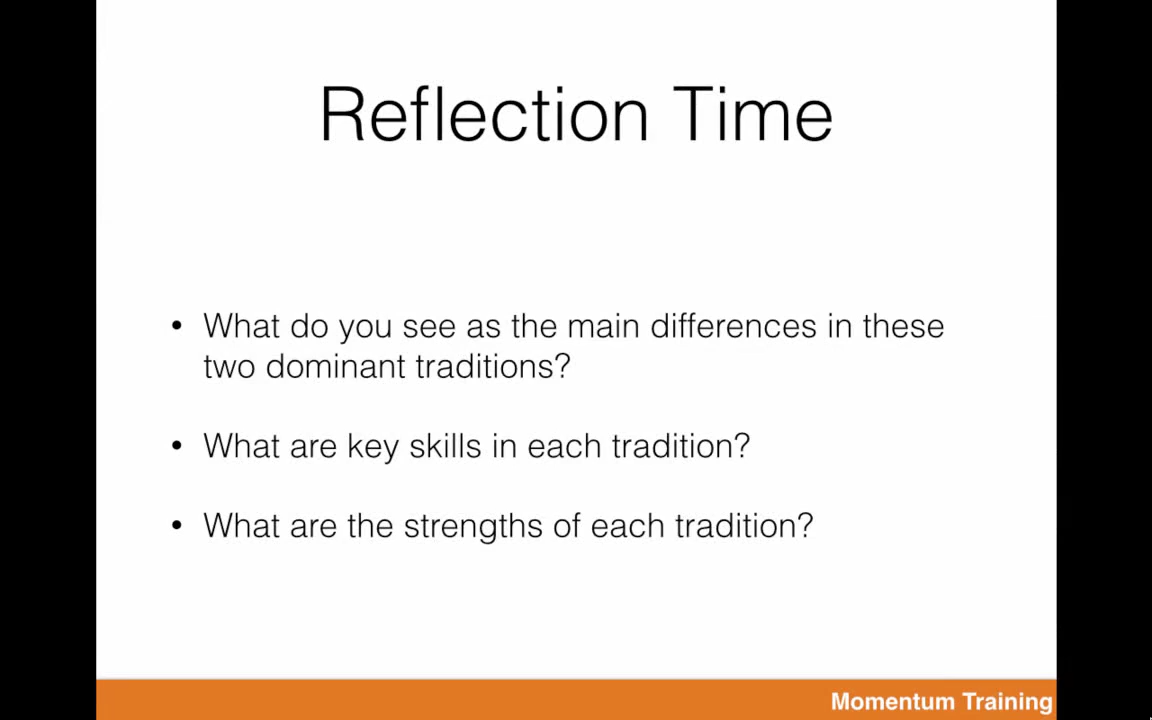 Reflection Time
• What do you see as the main differences in these
two dominant traditions?
• What are key skills in each tradition?
• What are the strengths of each tradition?
Momentum Training